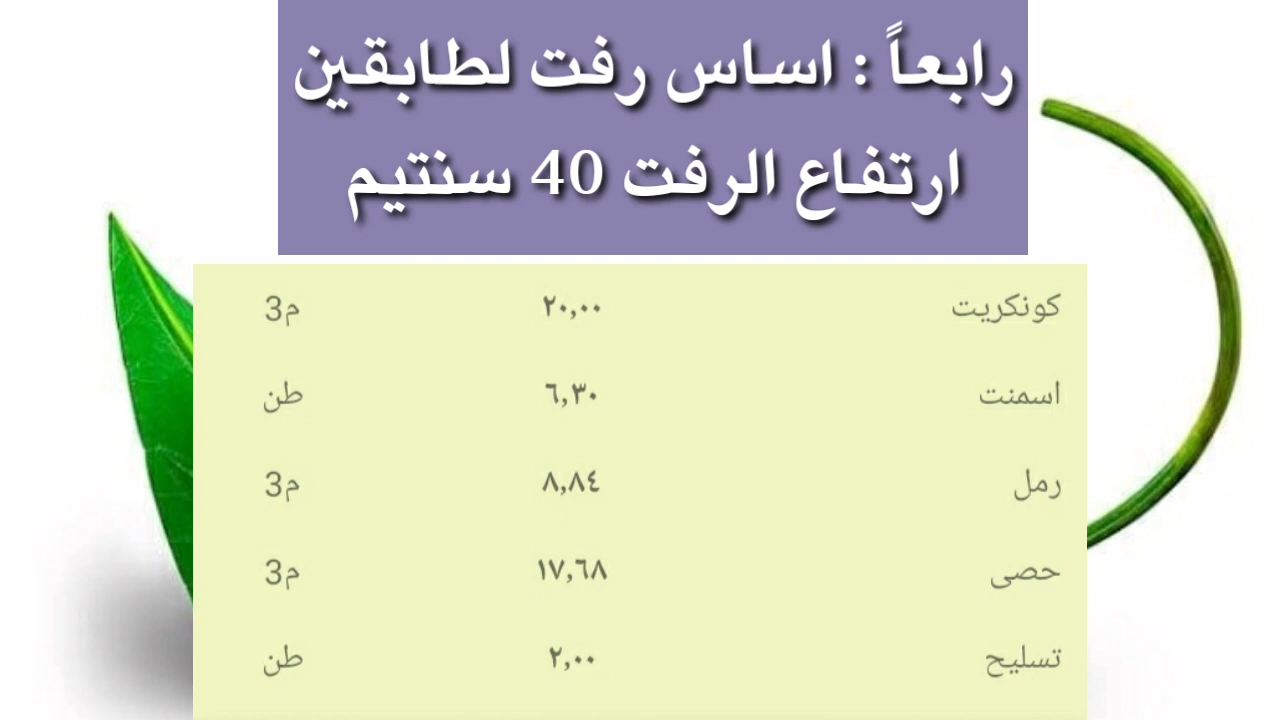 رابعاً : اساس رفت لطابقين
ارتفاع الرفت 40 سنتيم
كونكريت ٢٠,٠٠ م3
اسمنت ٦,٣٠ طن
رمل ٨,٨٤ م3
حصى ١٧,٦٨ م3
تسليح ٢,٠٠ طن